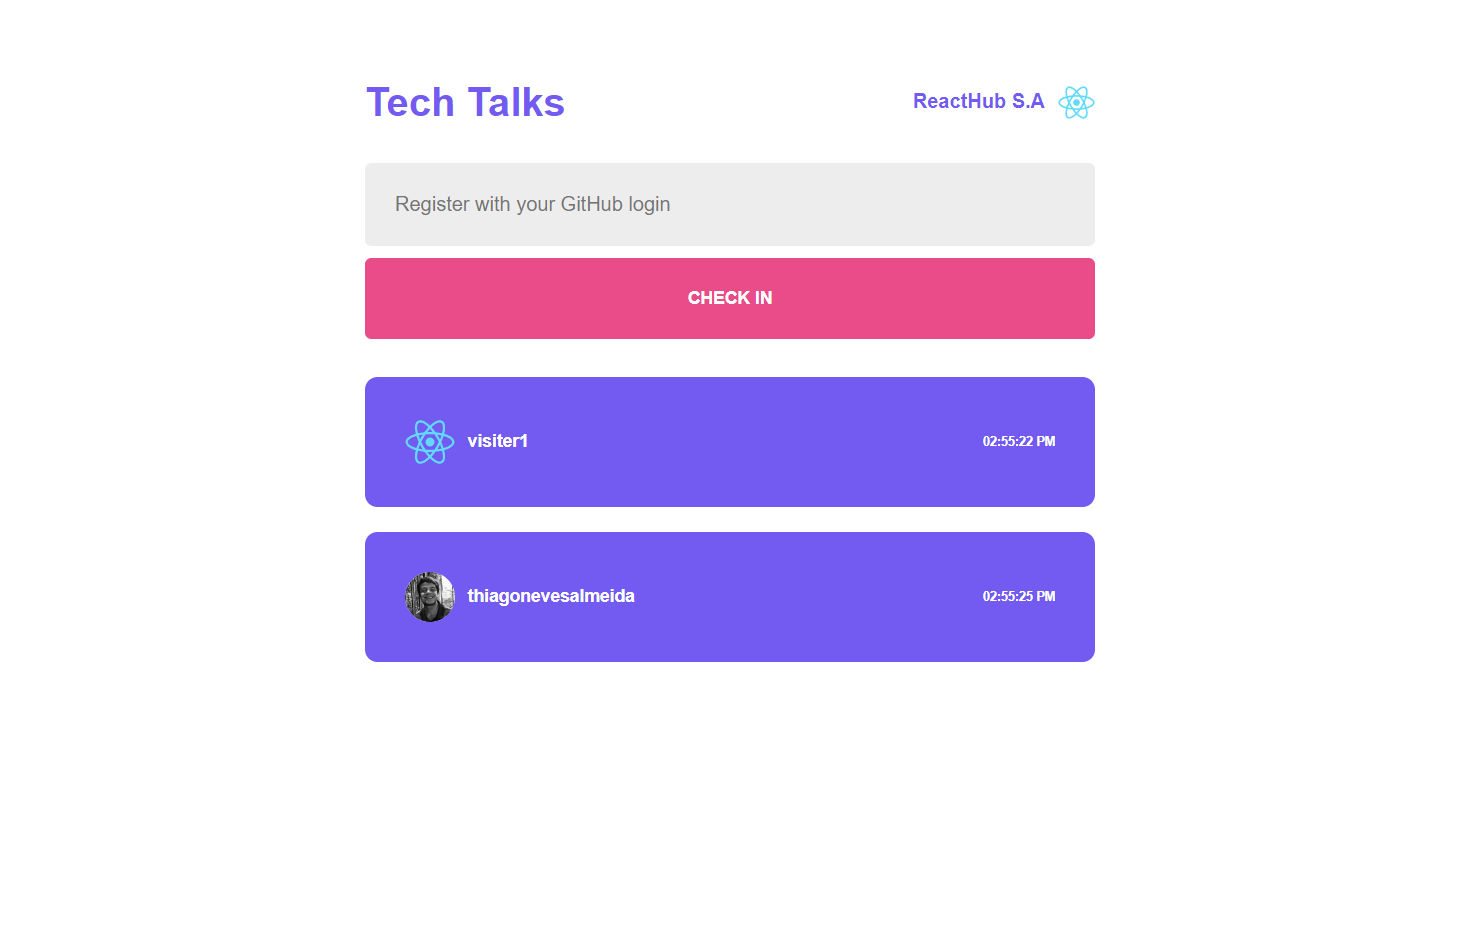 Tech Talks
ReactHub S.A
Register with your GitHub login
CHECK IN
visiter1
02:55:22 PM
thiagonevesalmeida
02:55:25 PM